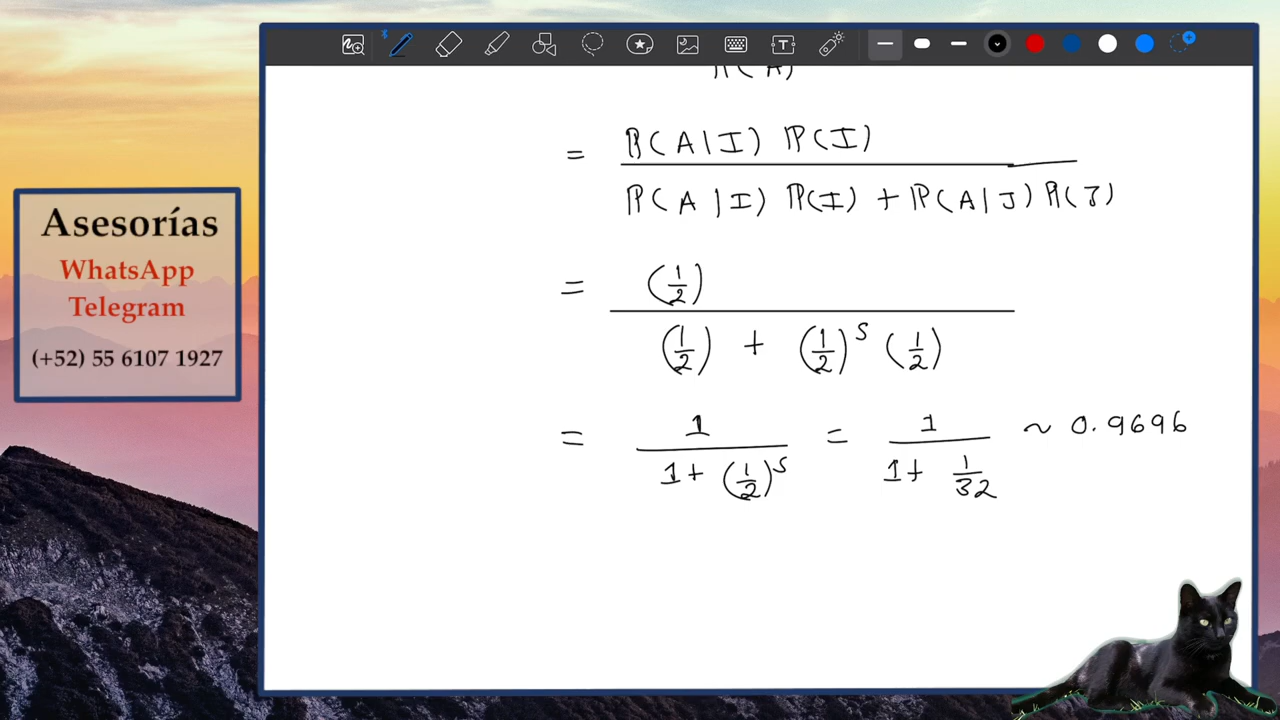 Asesorías
WhatsApp
Telegram
(+52) 55 6107 1927
= ℙ(A|I) ℙ(I)
ℙ(A|I) ℙ(I) + ℙ(A|J) ℙ(J)
= (1/2)
(1/2) + (1/2)^5 (1/2)
= 1 / (1 + (1/2)^5) = 1 / (1 + 1/32) ~ 0.9696